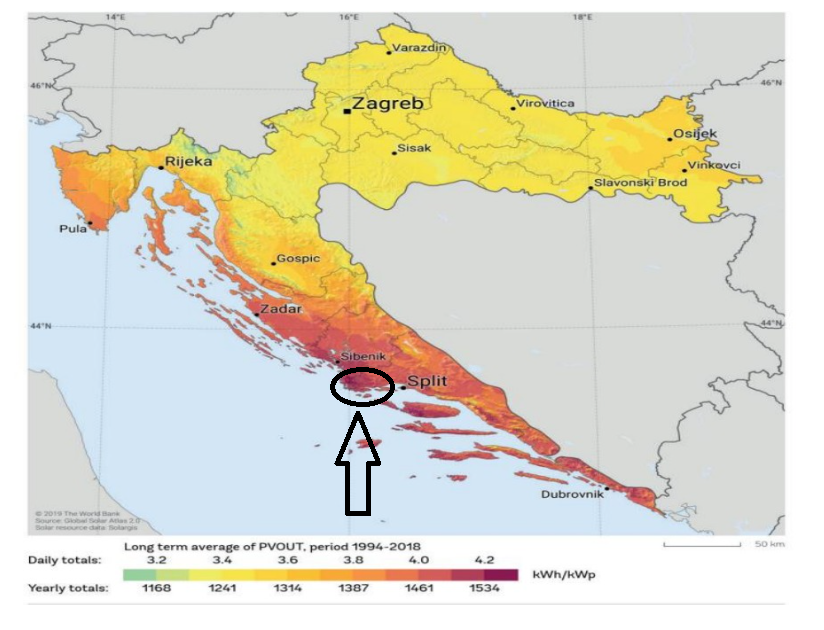 14°E 16°E 18°E
Varazdin
46°N 46°N
Zagreb
Virovitica
Osijek
Sisak
Rijeka
Vinkovci
Slavonski Brod
Pula
Gospic
Zadar
44°N 44°N
Sibenik
Split
Dubrovnik
© 2019 The World Bank
Source: Global Solar Atlas 2.0
Solar resource data: Solargis
Long term average of PVOUT, period 1994-2018
50 km
Daily totals: 3.2 3.4 3.6 3.8 4.0 4.2
kWh/kWp
Yearly totals: 1168 1241 1314 1387 1461 1534